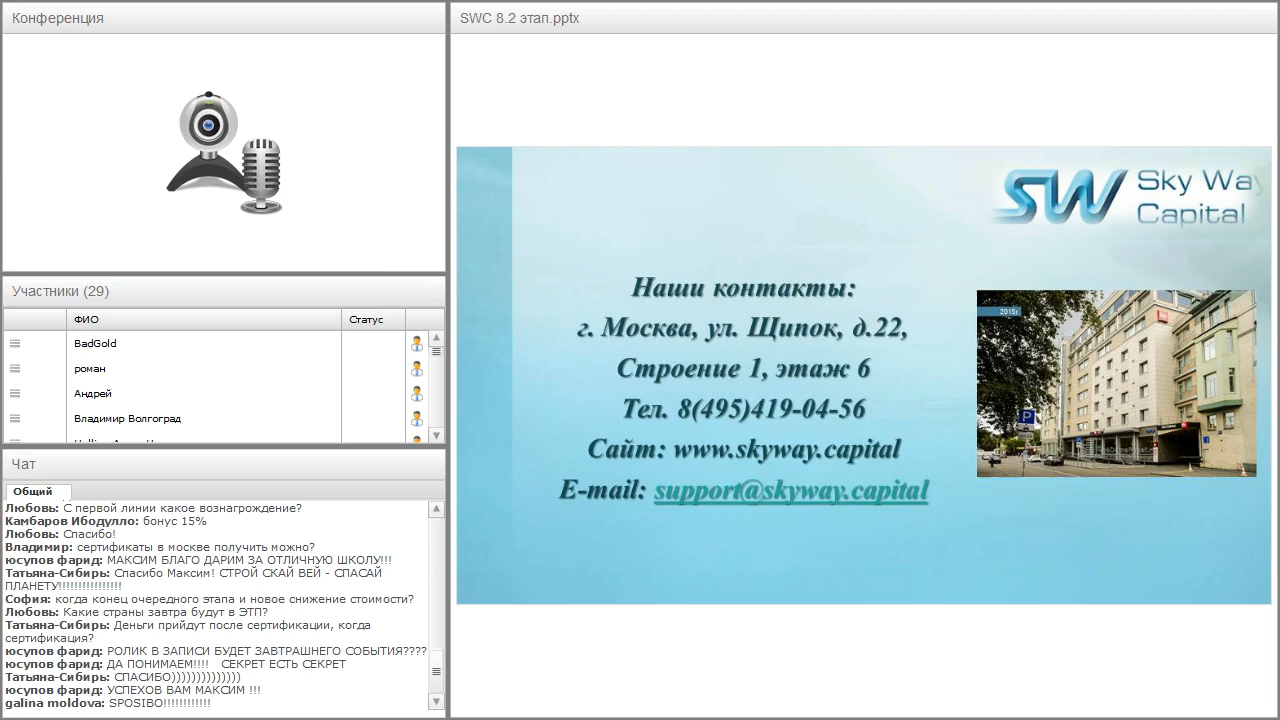 Конференция
SWC 8.2 этап.pptx
Участники (29)
ФИО
Статус
BadGold
роман
Андрей
Владимир Волгоград
Чат
Общий
Любовь: С первой линии какое вознагрождение?
Камбаров Ибодулло: бонус 15%
Любовь: Спасибо!
Владимир: сертификаты в москве получить можно?
юсупов фарид: МАКСИМ БЛАГО ДАРИМ ЗА ОТЛИЧНУЮ ШКОЛУ!!!
Татьяна-Сибирь: Спасибо Максим! СТРОЙ СКАЙ ВЕЙ - СПАСАЙ
ПЛАНЕТУ!!!!!!!!!!!!!!!!
София: когда конец очередного этапа и новое снижение стоимости?
Любовь: Какие страны завтра будут в ЭТП?
Татьяна-Сибирь: Деньги прийдут после сертификации, когда
сертификация?
юсупов фарид: РОЛИК В ЗАПИСИ БУДЕТ ЗАВТРАШНЕГО СОБЫТИЯ????
юсупов фарид: ДА ПОНИМАЕМ!!!! СЕКРЕТ ЕСТЬ СЕКРЕТ
Татьяна-Сибирь: СПАСИБО))))))))))))))
юсупов фарид: УСПЕХОВ ВАМ МАКСИМ !!!
galina moldova: SPOSIBO!!!!!!!!!!!!
SW Sky Way
Capital
Наши контакты:
г. Москва, ул. Щипок, д.22,
Строение 1, этаж 6
Тел. 8(495)419-04-56
Сайт: www.skyway.capital
E-mail: support@skyway.capital
2015г.
P